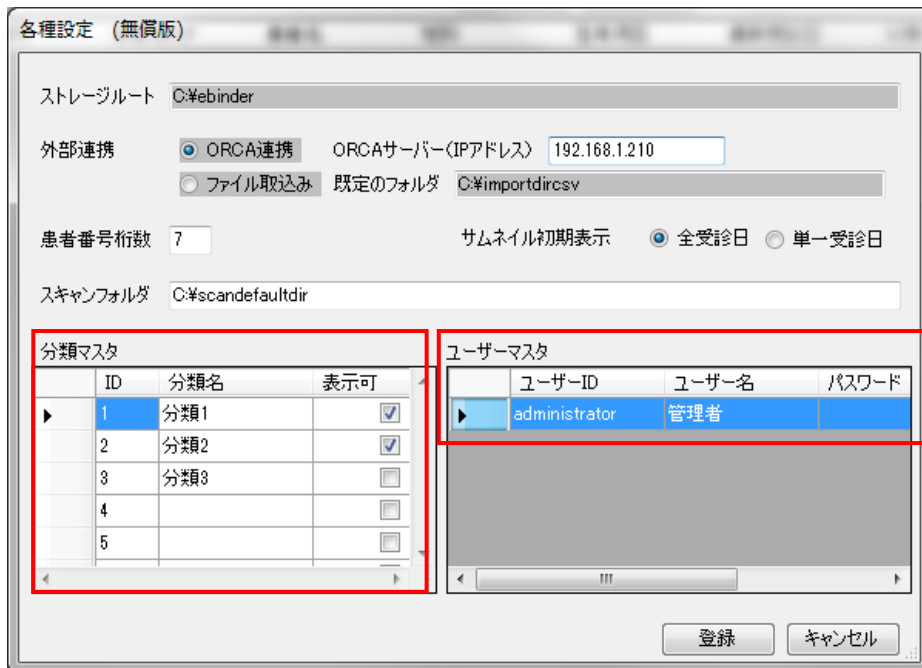 各種設定 (無償版)
ストレージルート C:¥ebinder
外部連携 ORCA連携 ORCAサーバー(IPアドレス) 192.168.1.210
ファイル取込み 既定のフォルダ C:¥importdircsv
患者番号桁数 7 サムネイル初期表示 全受診日 単一受診日
スキャンフォルダ C:¥scandefaultdir
分類マスタ ユーザーマスタ
ID 分類名 表示可 ユーザーID ユーザー名 パスワード
1 分類1 administrator 管理者
2 分類2
3 分類3
4
5
登録 キャンセル